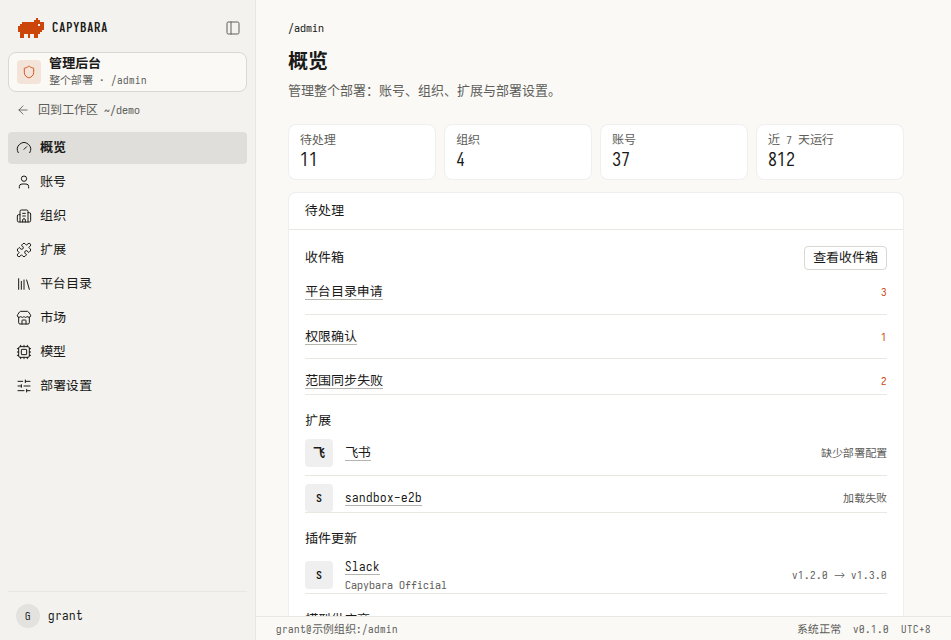 CAPYBARA
管理后台
整个部署 · /admin
← 回到工作区 ~/demo
概览
账号
组织
扩展
平台目录
市场
模型
部署设置
G grant
/admin
概览
管理整个部署：账号、组织、扩展与部署设置。
待处理
11
组织
4
账号
37
近 7 天运行
812
待处理
收件箱 查看收件箱
平台目录申请 3
权限确认 1
范围同步失败 2
扩展
飞 飞书 缺少部署配置
S sandbox-e2b 加载失败
插件更新
S Slack v1.2.0 → v1.3.0
Capybara Official
grant@示例组织:/admin 系统正常 v0.1.0 UTC+8